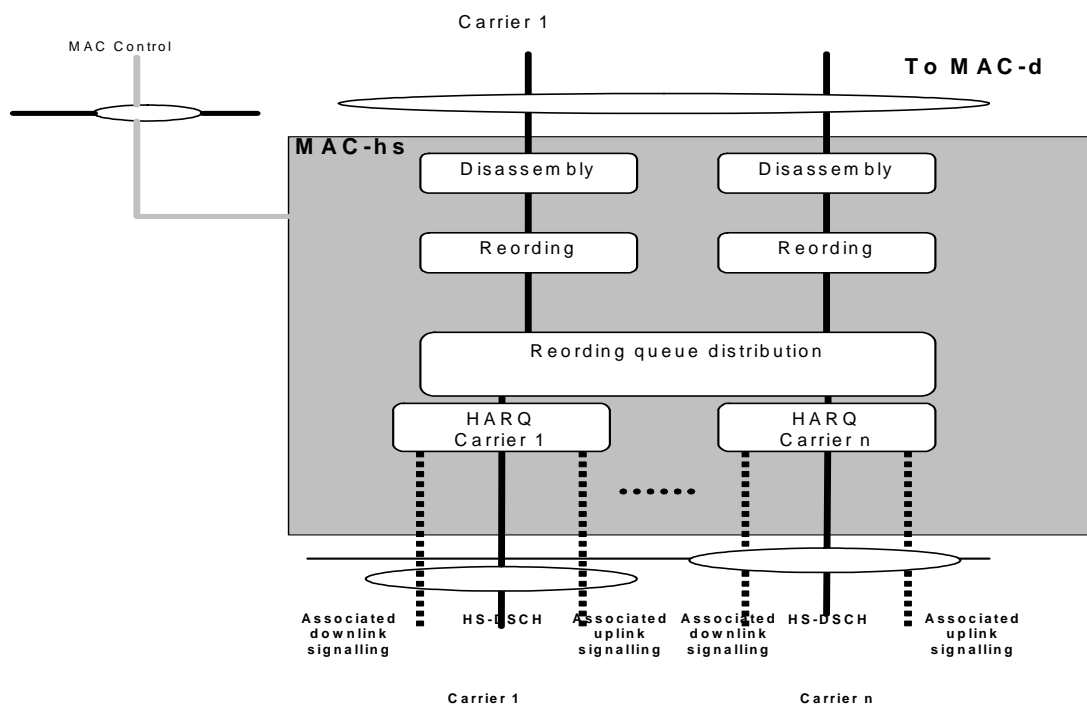 Carrier 1
MAC Control
To MAC-d
MAC-hs
Disassembly
Disassembly
Reording
Reording
Reording queue distribution
HARQ
Carrier 1
HARQ
Carrier n
Associated
downlink
signalling
HS-DSCH
Associated
uplink
signalling
Associated
downlink
signalling
HS-DSCH
Associated
uplink
signalling
Carrier 1
Carrier n